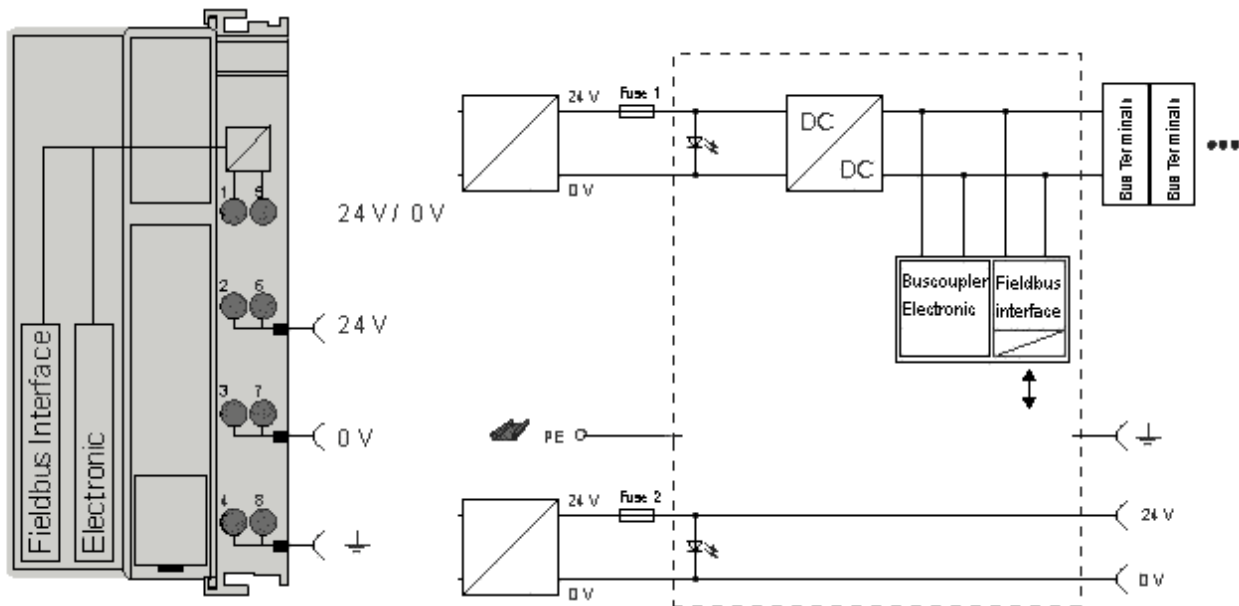 1 5
24 V / 0 V
2 6
24 V
3 7
0 V
4 8
Fieldbus Interface
Electronic
24 V Fuse 1
0 V
DC
DC
Bus Terminals
Bus Terminals
Buscoupler
Electronic
Fieldbus
interface
PE
24 V Fuse 2
24 V
0 V
0 V